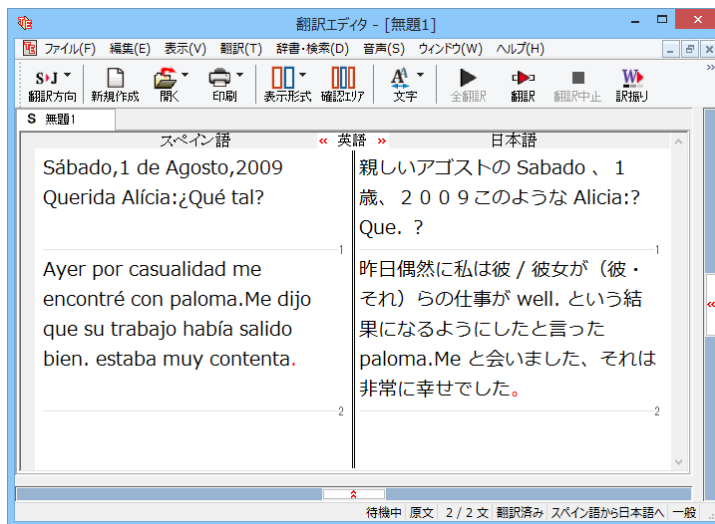 翻訳エディタ - [無題1]
ファイル(F) 編集(E) 表示(V) 翻訳(T) 辞書・検索(D) 音声(S) ウィンドウ(W) ヘルプ(H)
S▸J
翻訳方向 新規作成 開く 印刷 表示形式 確認エリア 文字 全翻訳 翻訳 翻訳中止 訳振り
S 無題1
スペイン語 « 英語 » 日本語
Sábado,1 de Agosto,2009
Querida Alícia:¿Qué tal?
1
Ayer por casualidad me
encontré con paloma.Me dijo
que su trabajo había salido
bien. estaba muy contenta.
2
親しいアゴストの Sabado 、 1
歳、２００９このような Alicia:?
Que. ?
1
昨日偶然に私は彼 / 彼女が（彼・
それ）らの仕事が well. という結
果になるようにしたと言った
paloma.Me と会いました、それは
非常に幸せでした。
2
待機中 原文 2 / 2 文 翻訳済み スペイン語から日本語へ 一般